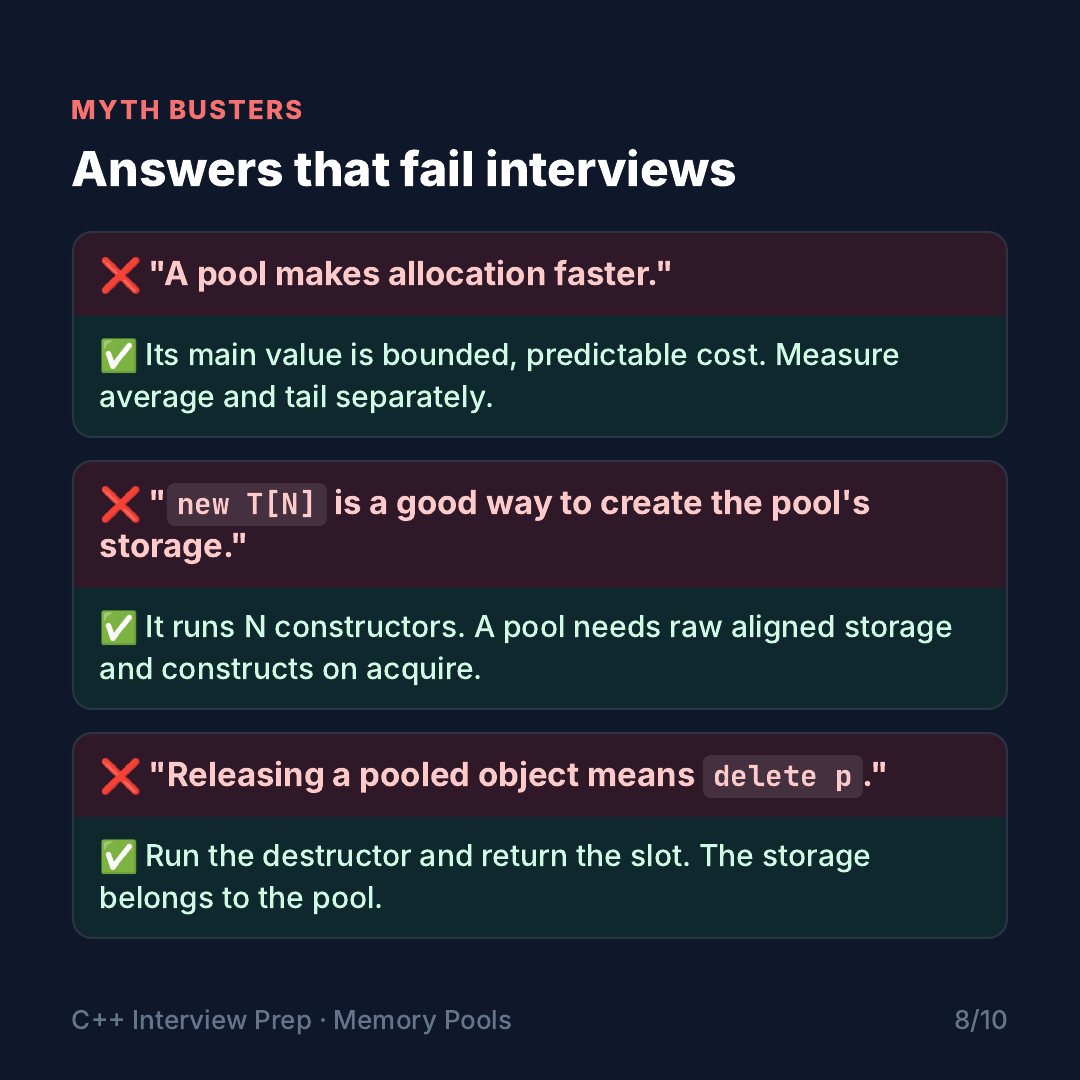 MYTH BUSTERS
Answers that fail interviews
❌ "A pool makes allocation faster."
✅ Its main value is bounded, predictable cost. Measure
average and tail separately.
❌ "new T[N] is a good way to create the pool's
storage."
✅ It runs N constructors. A pool needs raw aligned storage
and constructs on acquire.
❌ "Releasing a pooled object means delete p."
✅ Run the destructor and return the slot. The storage
belongs to the pool.
C++ Interview Prep · Memory Pools
8/10